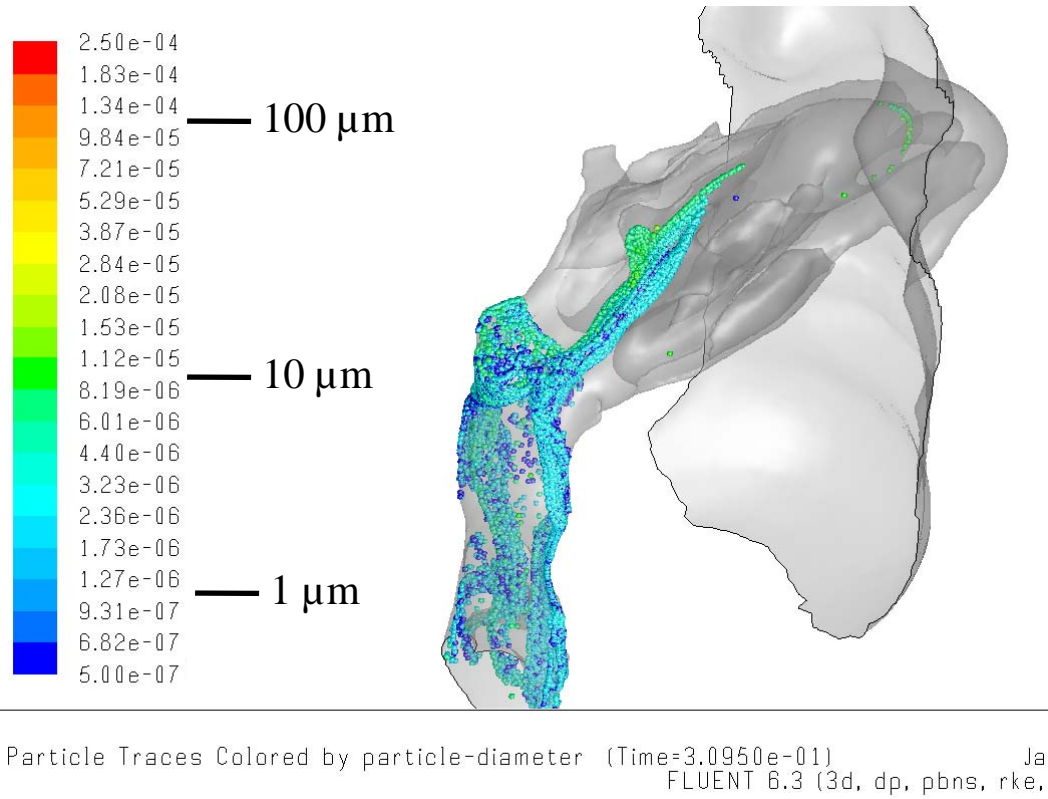 2.50e-04
1.83e-04
1.34e-04
9.84e-05
7.21e-05
5.29e-05
3.87e-05
2.84e-05
2.08e-05
1.53e-05
1.12e-05
8.19e-06
6.01e-06
4.40e-06
3.23e-06
2.36e-06
1.73e-06
1.27e-06
9.31e-07
6.82e-07
5.00e-07
100 µm
10 µm
1 µm
Particle Traces Colored by particle-diameter (Time=3.0950e-01) Ja
FLUENT 6.3 (3d, dp, pbns, rke,